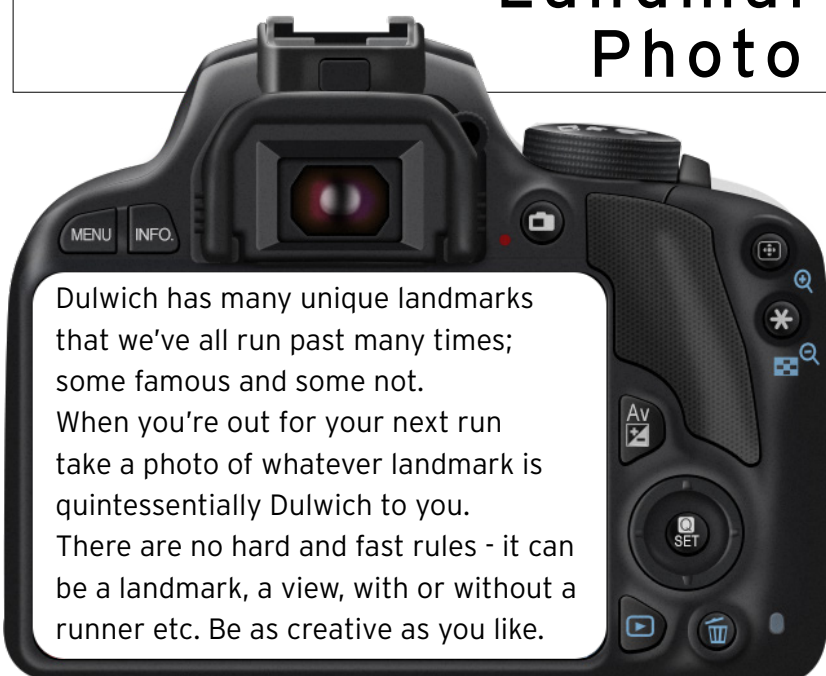 Photo
MENU INFO.
Dulwich has many unique landmarks
that we've all run past many times;
some famous and some not.
When you're out for your next run
take a photo of whatever landmark is
quintessentially Dulwich to you.
There are no hard and fast rules - it can
be a landmark, a view, with or without a
runner etc. Be as creative as you like.
Av
Q
SET